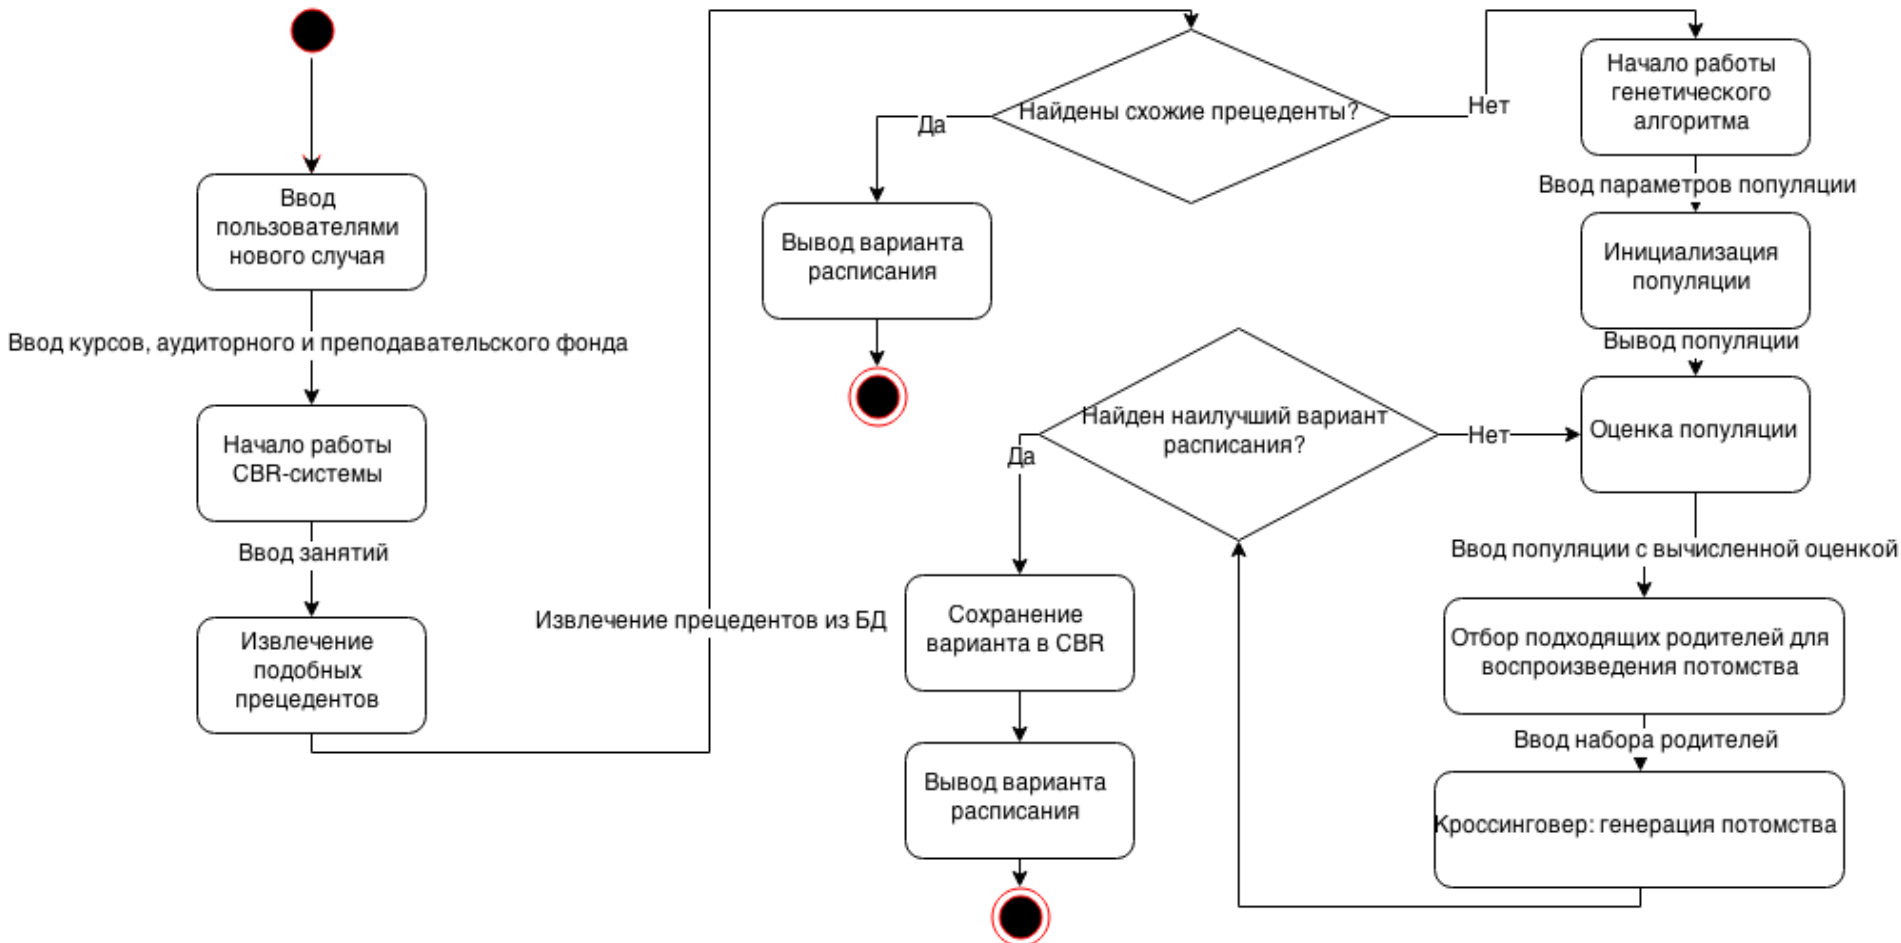 Ввод
пользователями
нового случая
Ввод курсов, аудиторного и преподавательского фонда
Начало работы
CBR-системы
Ввод занятий
Извлечение
подобных
прецедентов
Извлечение прецедентов из БД
Найдены схожие прецеденты?
Да
Нет
Вывод варианта
расписания
Начало работы
генетического
алгоритма
Ввод параметров популяции
Инициализация
популяции
Вывод популяции
Оценка популяции
Ввод популяции с вычисленной оценкой
Отбор подходящих родителей для
воспроизведения потомства
Ввод набора родителей
Кроссинговер: генерация потомства
Найден наилучший вариант
расписания?
Нет
Да
Сохранение
варианта в CBR
Вывод варианта
расписания